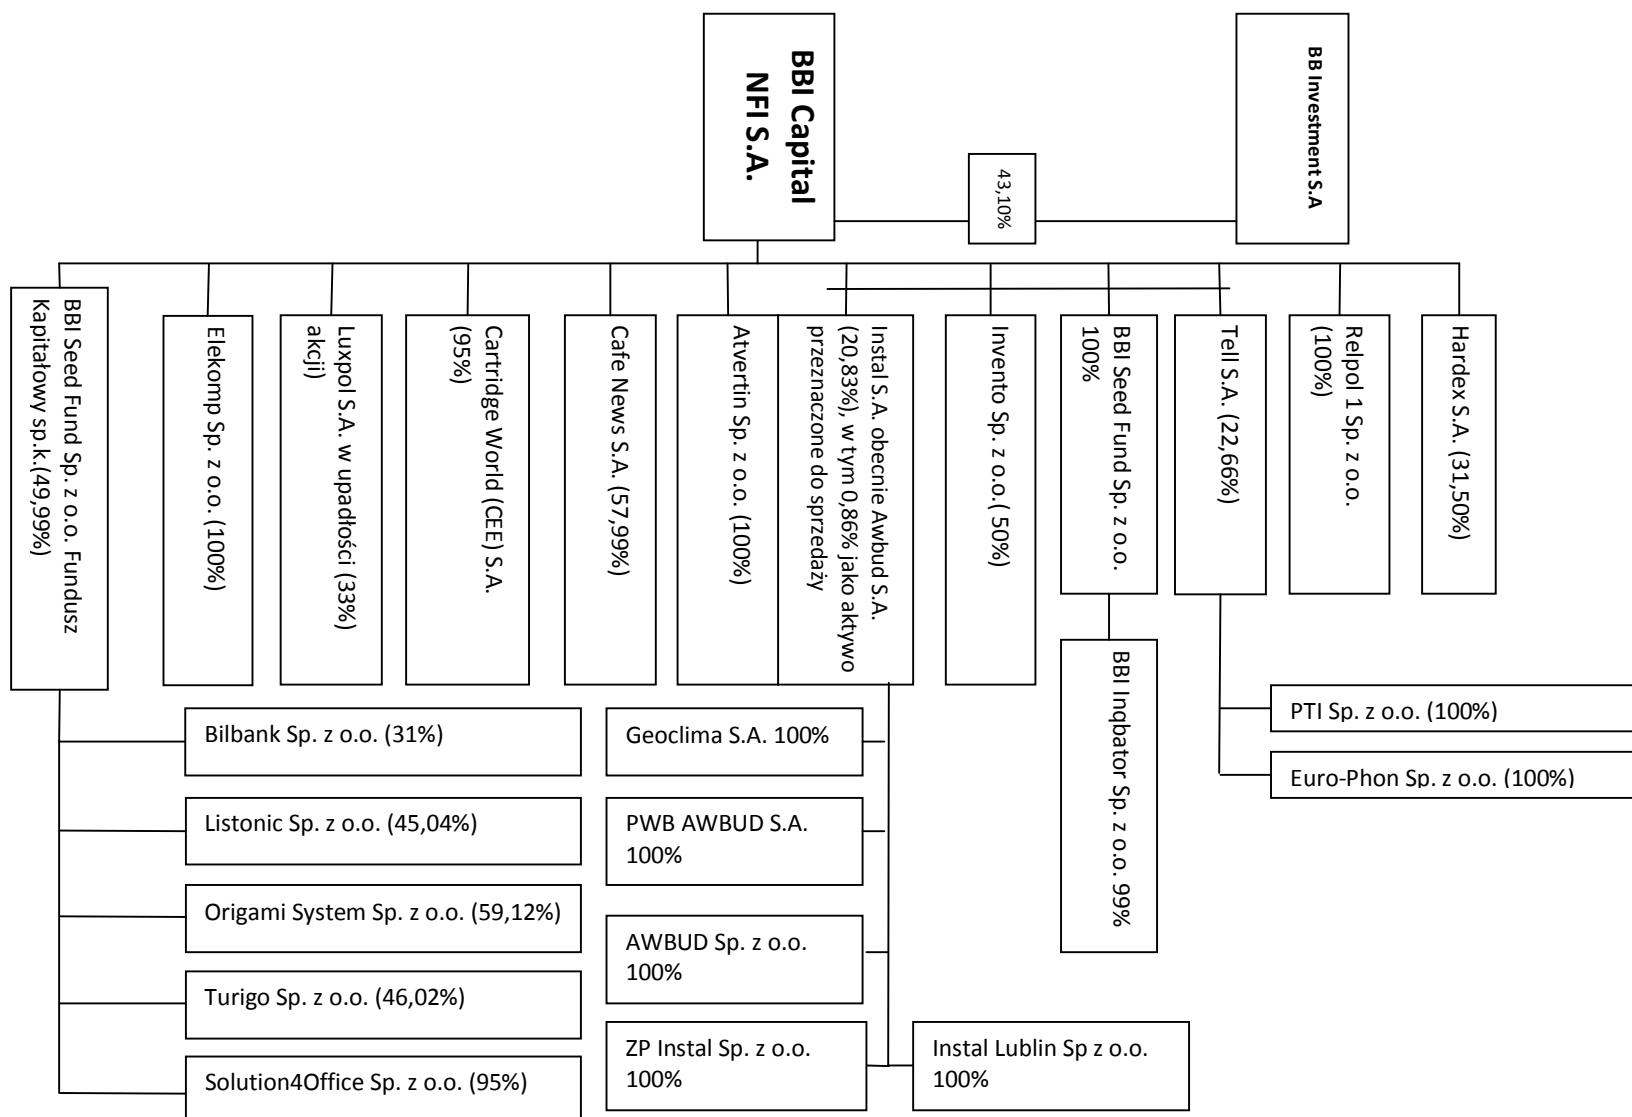 BBI Capital
NFI S.A.
BB Investment S.A
43,10%
BBI Seed Fund Sp. z o.o. Fundusz
Kapitałowy sp.k.(49,99%)
Elekomp Sp. z o.o. (100%)
Luxpol S.A. w upadłości (33%
akcji)
Cartridge World (CEE) S.A.
(95%)
Cafe News S.A. (57,99%)
Atvertin Sp. z o.o. (100%)
Instal S.A. obecnie Awbud S.A.
(20,83%), w tym 0,86% jako aktywo
przeznaczone do sprzedaży
Invento Sp. z o.o.( 50%)
BBI Seed Fund Sp. z o.o.
100%
Tell S.A. (22,66%)
Relpol 1 Sp. z o.o.
(100%)
Hardex S.A. (31,50%)
BBI Inqbator Sp. z o.o. 99%
PTI Sp. z o.o. (100%)
Euro-Phon Sp. z o.o. (100%)
Bilbank Sp. z o.o. (31%)
Listonic Sp. z o.o. (45,04%)
Origami System Sp. z o.o. (59,12%)
Turigo Sp. z o.o. (46,02%)
Solution4Office Sp. z o.o. (95%)
Geoclima S.A. 100%
PWB AWBUD S.A.
100%
AWBUD Sp. z o.o.
100%
ZP Instal Sp. z o.o.
100%
Instal Lublin Sp z o.o.
100%